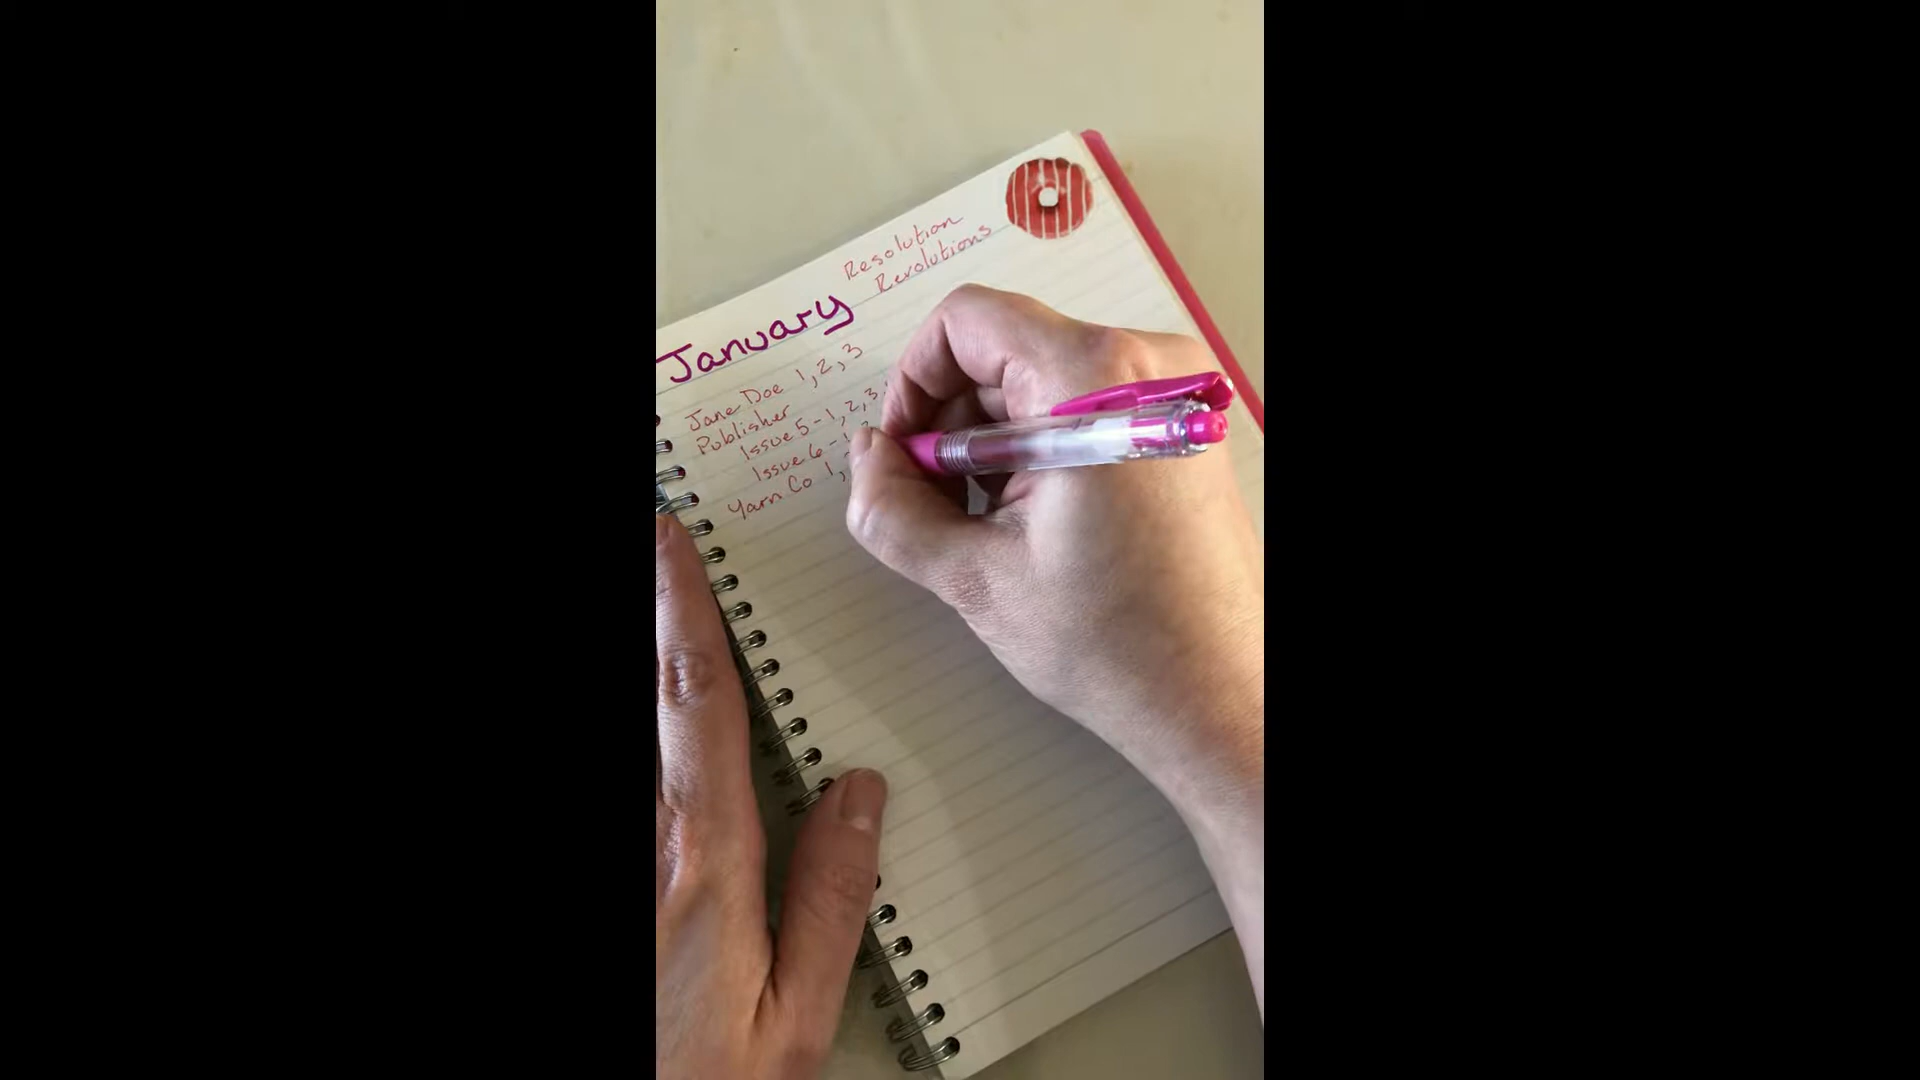 Resolution
Revolutions
January
Jane Doe 1, 2, 3
Publisher
Issue 5 - 1, 2, 3,
Issue 6 - 1,
Yarn Co 1,